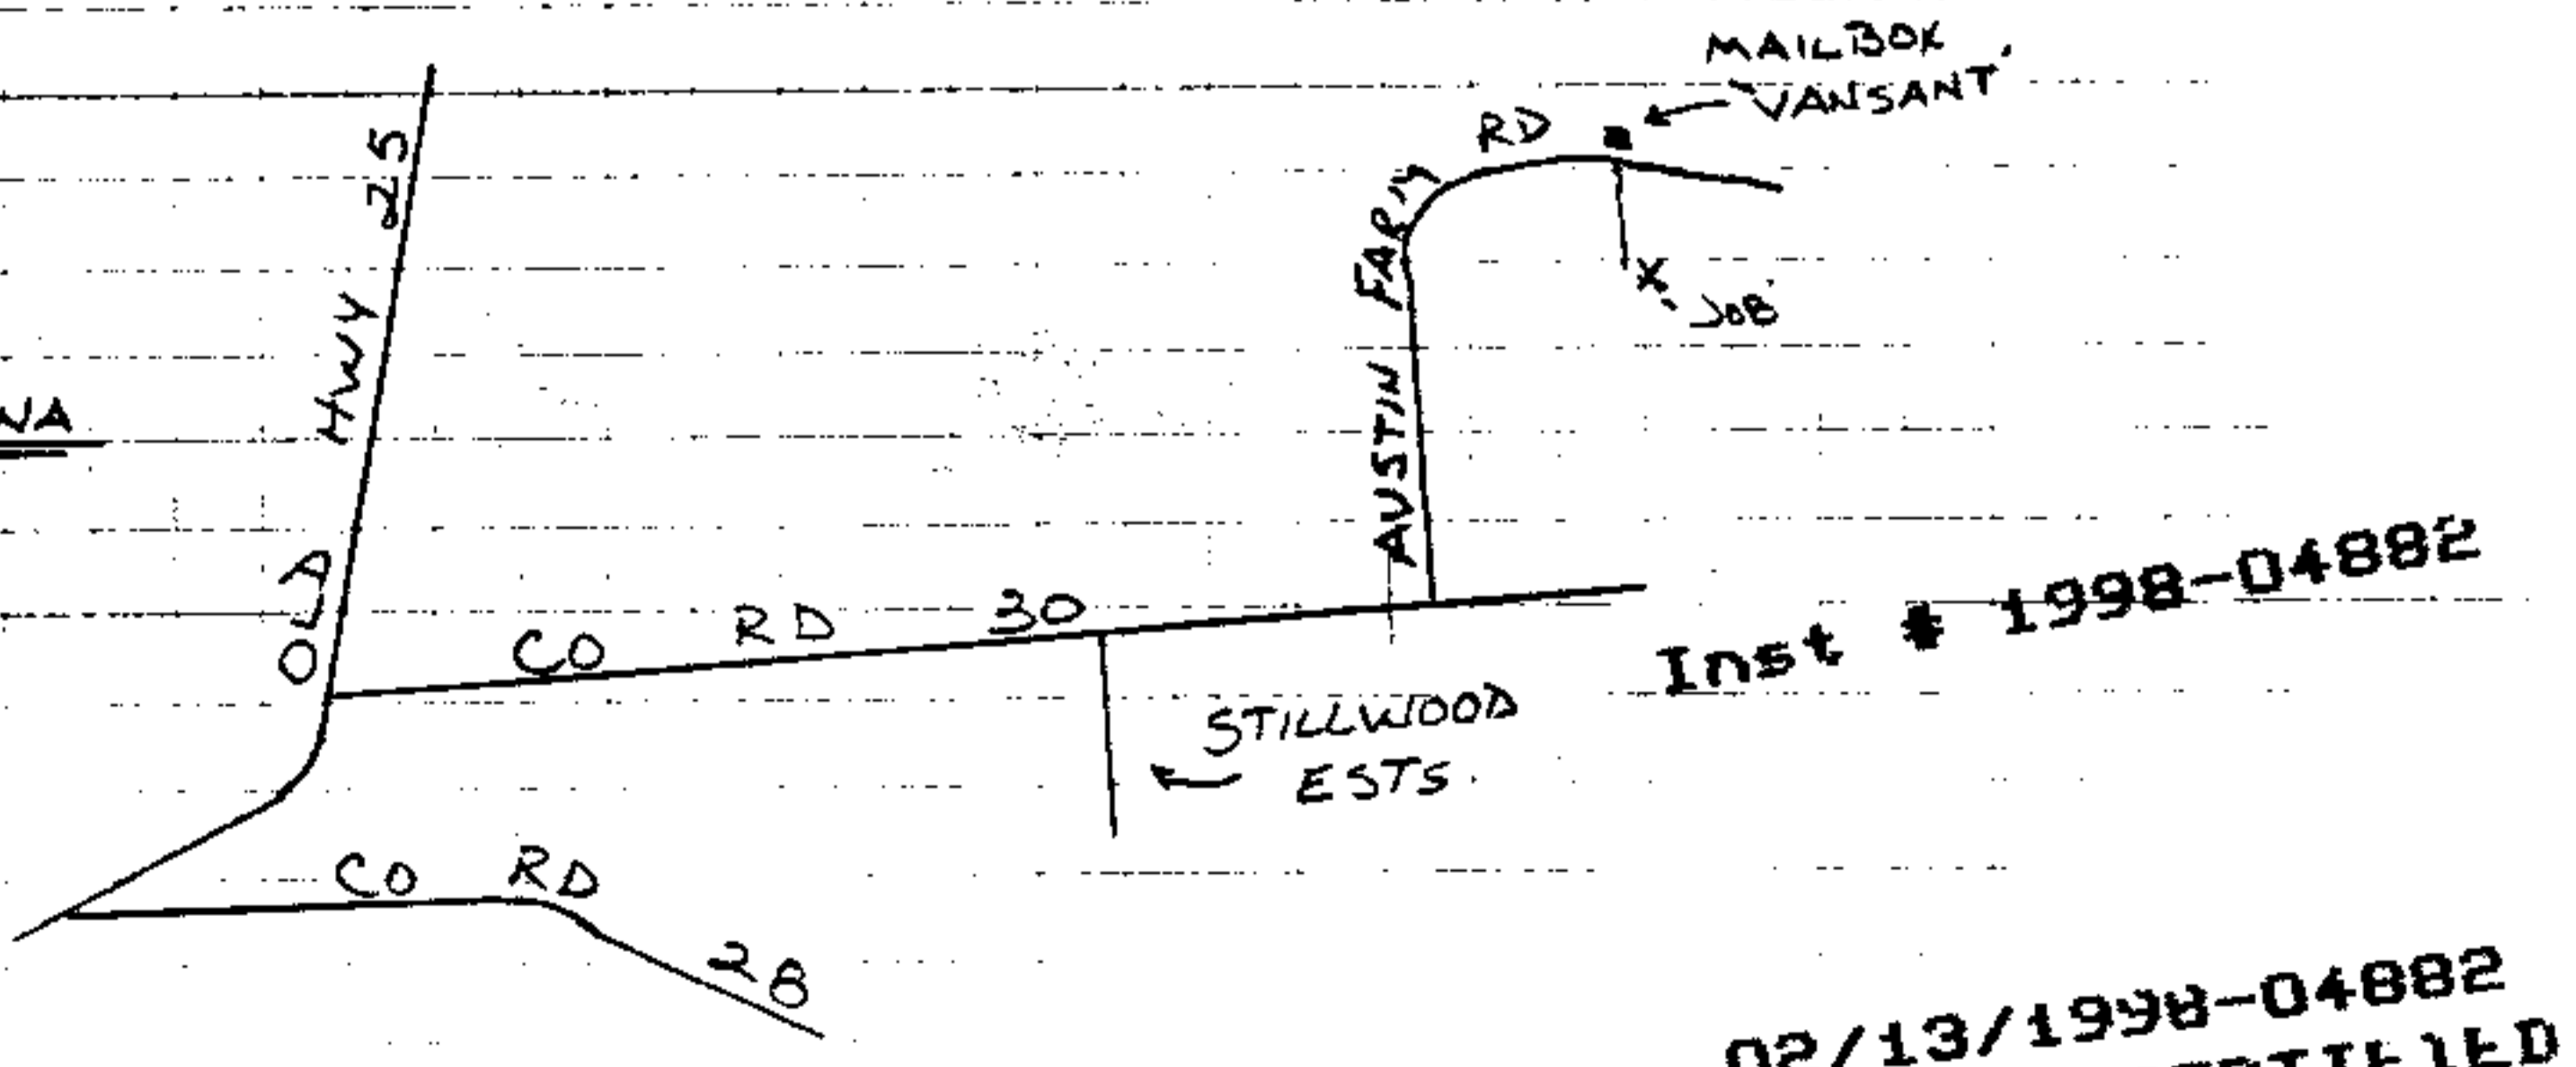 MAILBOX
"VANSANT"
RD
FARM
AUSTIN
X "JOB"
OLD HWY 25
NA
CO RD 30
STILLWOOD
ESTS.
CO RD 28
Inst # 1998-04882
02/13/1998-04882